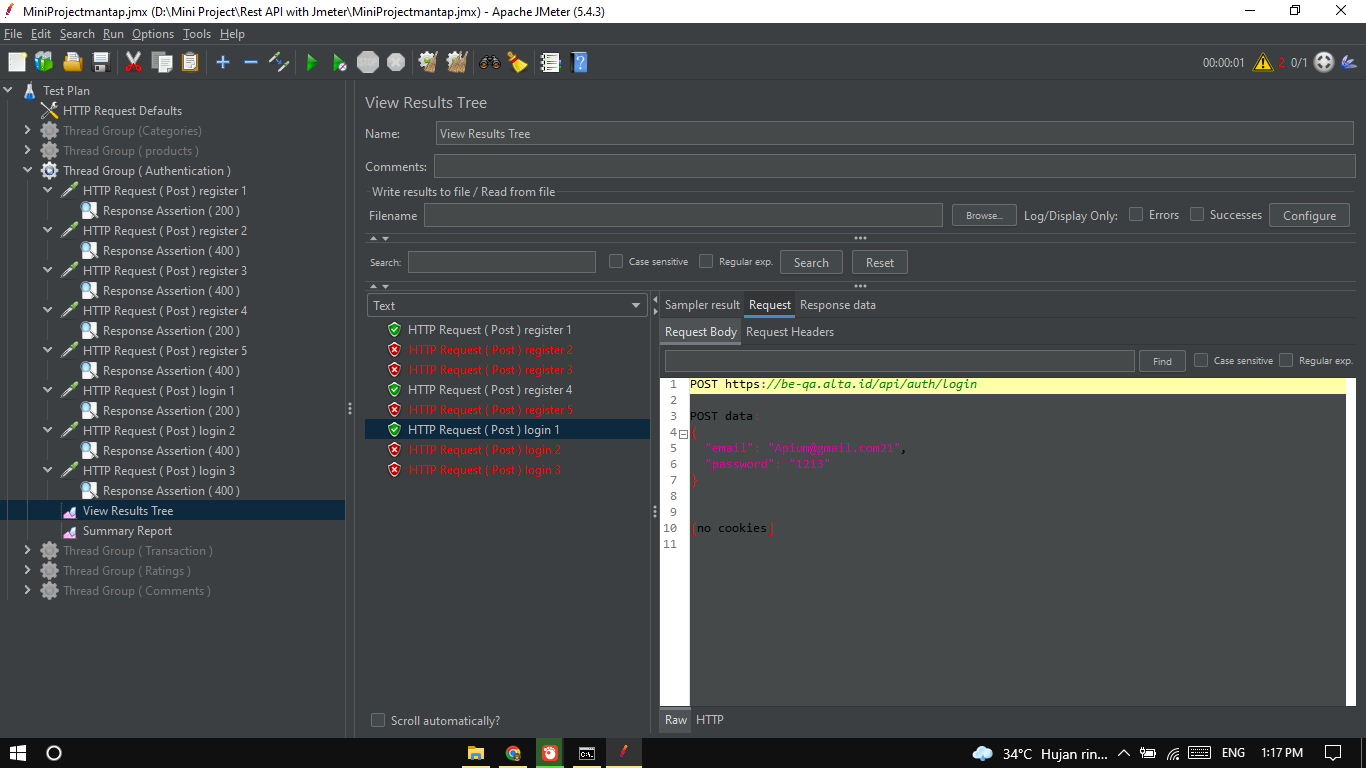 MiniProjectmantap.jmx (D:\Mini Project\Rest API with Jmeter\MiniProjectmantap.jmx) - Apache JMeter (5.4.3)
File Edit Search Run Options Tools Help
STOP
00:00:01 2 0/1
Test Plan
HTTP Request Defaults
Thread Group (Categories)
Thread Group ( products )
Thread Group ( Authentication )
HTTP Request ( Post ) register 1
Response Assertion ( 200 )
HTTP Request ( Post ) register 2
Response Assertion ( 400 )
HTTP Request ( Post ) register 3
Response Assertion ( 400 )
HTTP Request ( Post ) register 4
Response Assertion ( 200 )
HTTP Request ( Post ) register 5
Response Assertion ( 400 )
HTTP Request ( Post ) login 1
Response Assertion ( 200 )
HTTP Request ( Post ) login 2
Response Assertion ( 400 )
HTTP Request ( Post ) login 3
Response Assertion ( 400 )
View Results Tree
Summary Report
Thread Group ( Transaction )
Thread Group ( Ratings )
Thread Group ( Comments )
View Results Tree
Name: View Results Tree
Comments:
Write results to file / Read from file
Filename Browse... Log/Display Only: Errors Successes Configure
Search: Case sensitive Regular exp. Search Reset
Text
HTTP Request ( Post ) register 1
HTTP Request ( Post ) register 2
HTTP Request ( Post ) register 3
HTTP Request ( Post ) register 4
HTTP Request ( Post ) register 5
HTTP Request ( Post ) login 1
HTTP Request ( Post ) login 2
HTTP Request ( Post ) login 3
Scroll automatically?
Sampler result Request Response data
Request Body Request Headers
Find Case sensitive Regular exp.
1 POST https://be-qa.alta.id/api/auth/login
2
3 POST data:
4 {
5 "email": "Apium@gmail.com21",
6 "password": "1213"
7 }
8
9
10 [no cookies]
11
Raw HTTP
34°C Hujan rin... ENG 1:17 PM